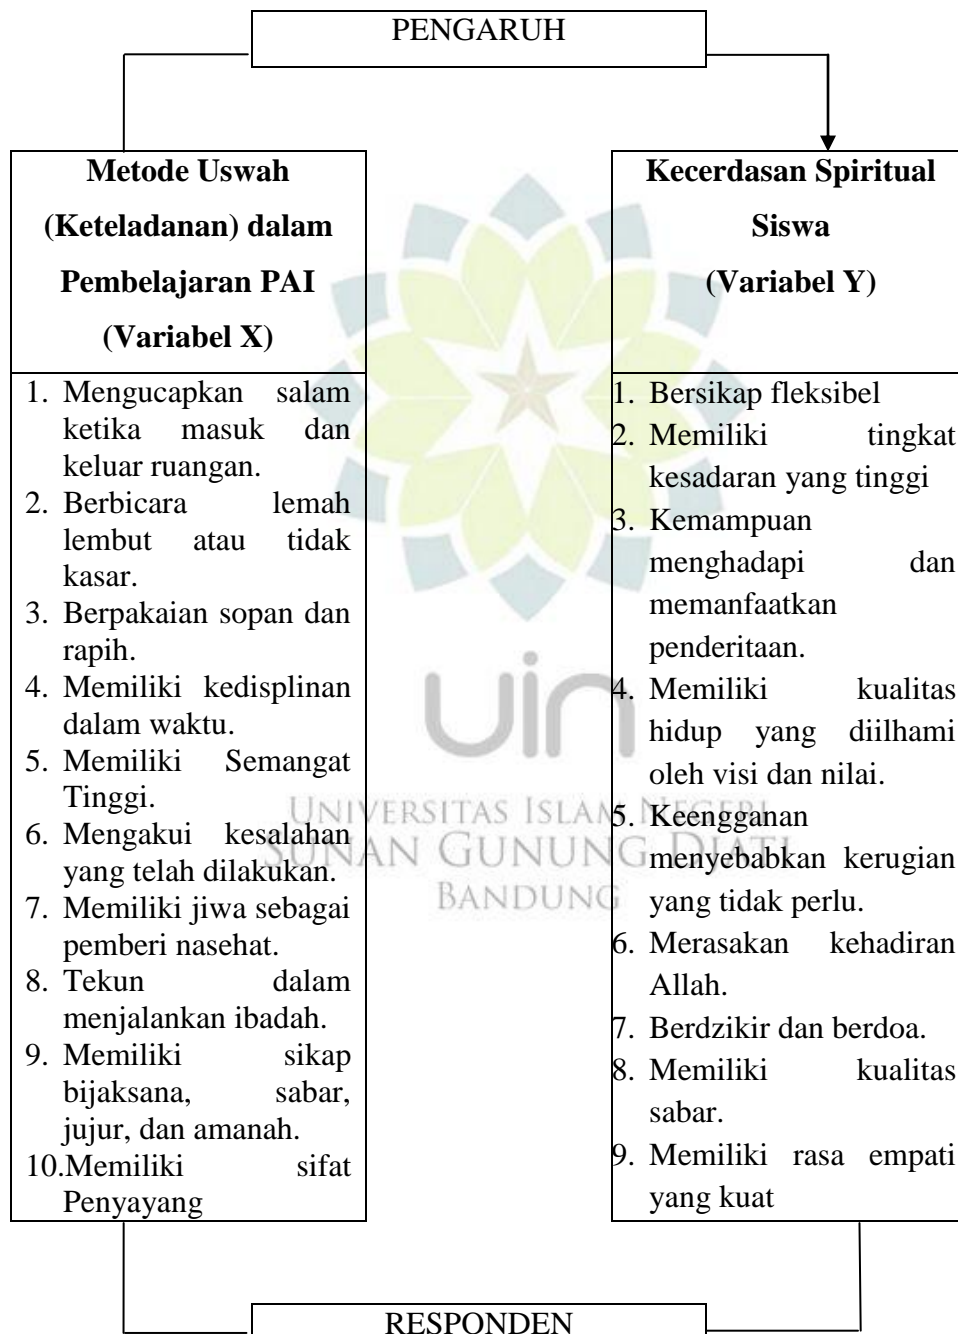 PENGARUH
Metode Uswah
(Keteladanan) dalam
Pembelajaran PAI
(Variabel X)
1. Mengucapkan salam
ketika masuk dan
keluar ruangan.
2. Berbicara lemah
lembut atau tidak
kasar.
3. Berpakaian sopan dan
rapih.
4. Memiliki kedisplinan
dalam waktu.
5. Memiliki Semangat
Tinggi.
6. Mengakui kesalahan
yang telah dilakukan.
7. Memiliki jiwa sebagai
pemberi nasehat.
8. Tekun dalam
menjalankan ibadah.
9. Memiliki sikap
bijaksana, sabar,
jujur, dan amanah.
10.Memiliki sifat
Penyayang
Kecerdasan Spiritual
Siswa
(Variabel Y)
1. Bersikap fleksibel
2. Memiliki tingkat
kesadaran yang tinggi
3. Kemampuan
menghadapi dan
memanfaatkan
penderitaan.
4. Memiliki kualitas
hidup yang diilhami
oleh visi dan nilai.
5. Keengganan
menyebabkan kerugian
yang tidak perlu.
6. Merasakan kehadiran
Allah.
7. Berdzikir dan berdoa.
8. Memiliki kualitas
sabar.
9. Memiliki rasa empati
yang kuat
uin
UNIVERSITAS ISLAM NEGERI
SUNAN GUNUNG DJATI
BANDUNG
RESPONDEN